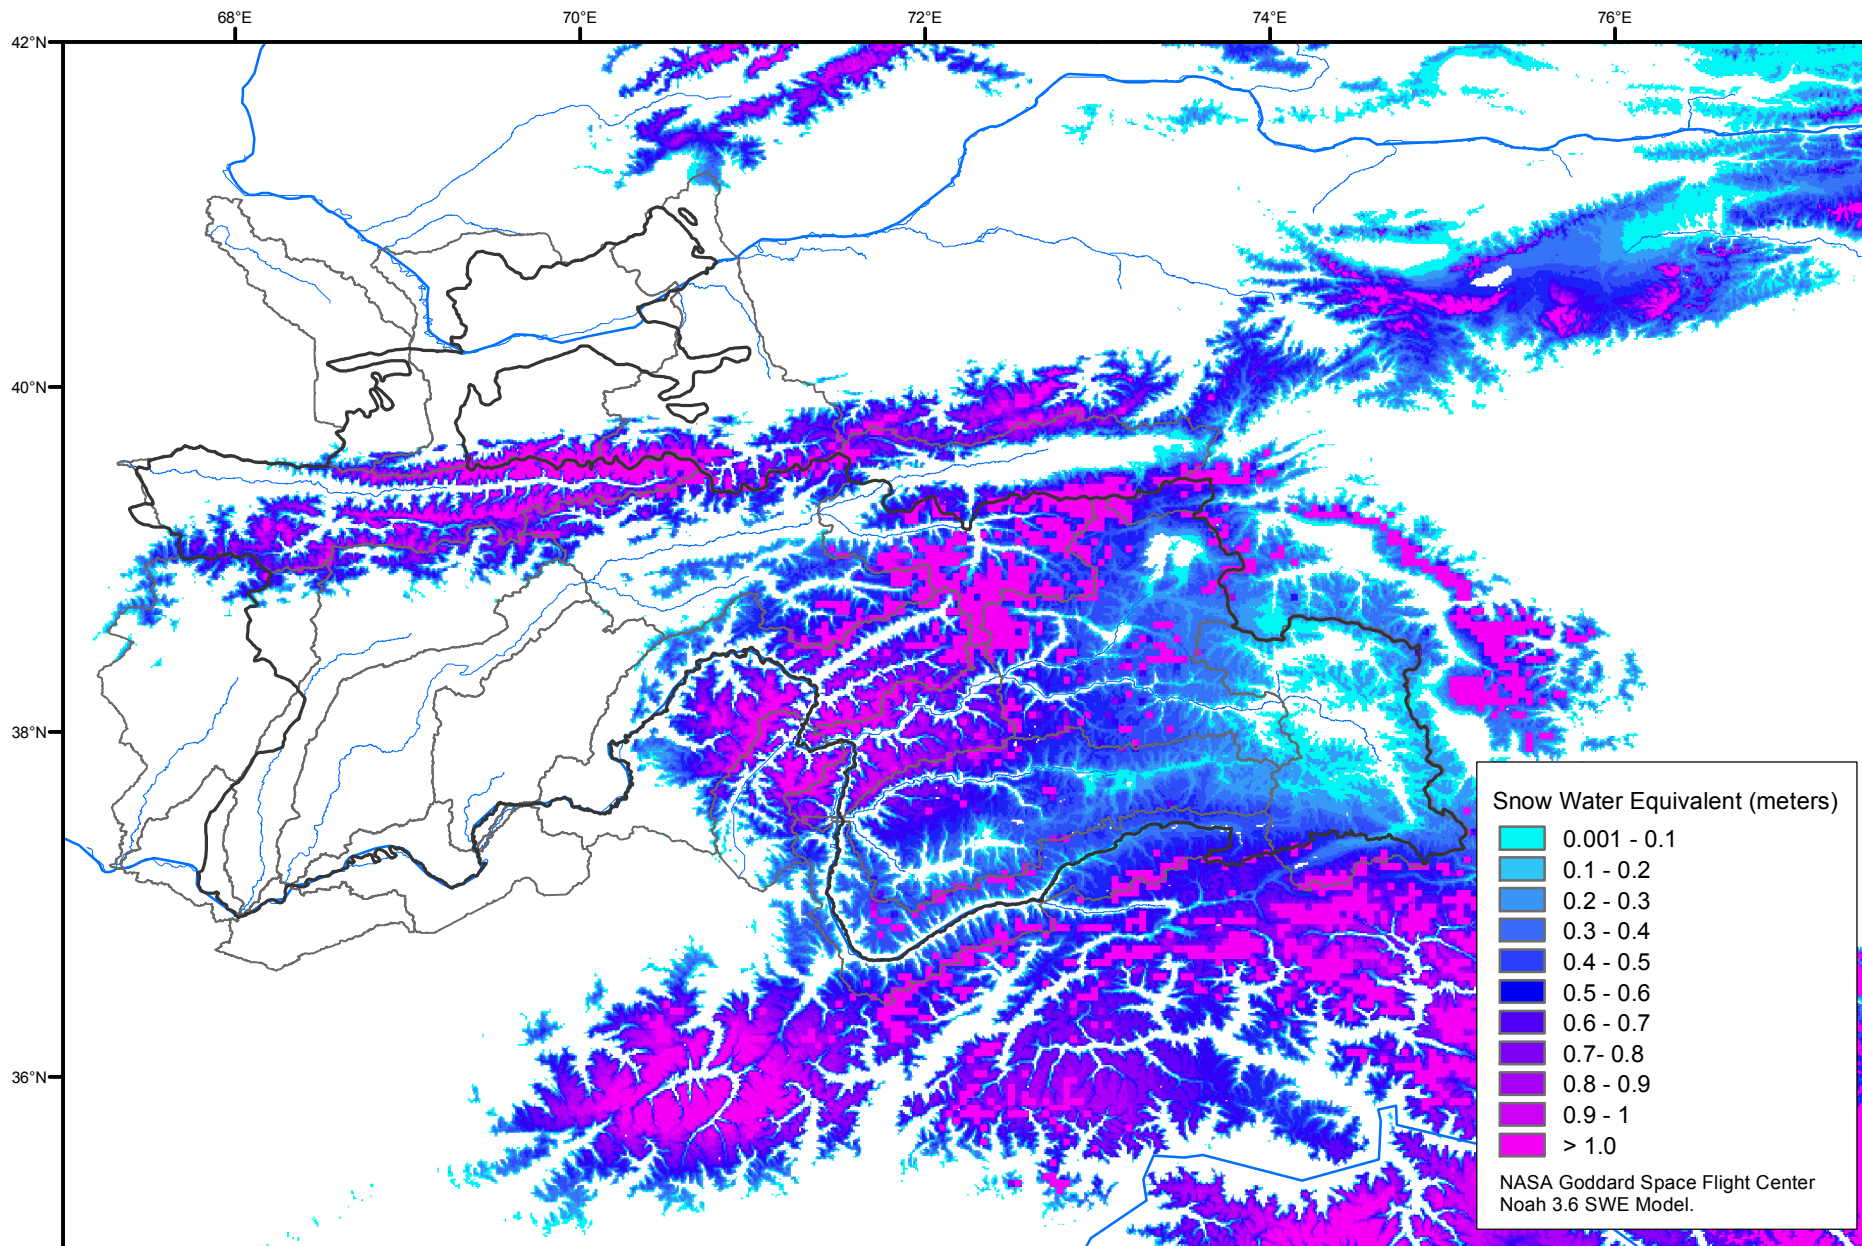 68°E
70°E
72°E
74°E
76°E
42°N
40°N
38°N
36°N
Snow Water Equivalent (meters)
0.001 - 0.1
0.1 - 0.2
0.2 - 0.3
0.3 - 0.4
0.4 - 0.5
0.5 - 0.6
0.6 - 0.7
0.7- 0.8
0.8 - 0.9
0.9 - 1
> 1.0
NASA Goddard Space Flight Center
Noah 3.6 SWE Model.